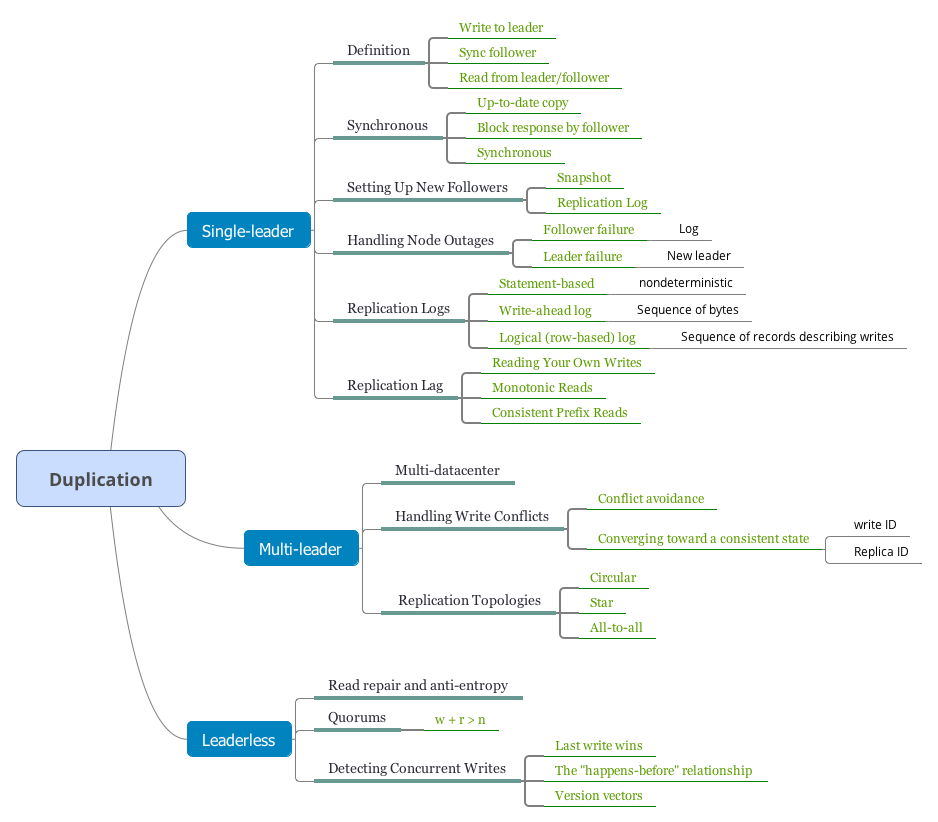 Duplication
Single-leader
Definition
Write to leader
Sync follower
Read from leader/follower
Synchronous
Up-to-date copy
Block response by follower
Synchronous
Setting Up New Followers
Snapshot
Replication Log
Handling Node Outages
Follower failure
Log
Leader failure
New leader
Replication Logs
Statement-based
nondeterministic
Write-ahead log
Sequence of bytes
Logical (row-based) log
Sequence of records describing writes
Replication Lag
Reading Your Own Writes
Monotonic Reads
Consistent Prefix Reads
Multi-leader
Multi-datacenter
Handling Write Conflicts
Conflict avoidance
Converging toward a consistent state
write ID
Replica ID
Replication Topologies
Circular
Star
All-to-all
Leaderless
Read repair and anti-entropy
Quorums
w + r > n
Detecting Concurrent Writes
Last write wins
The "happens-before" relationship
Version vectors